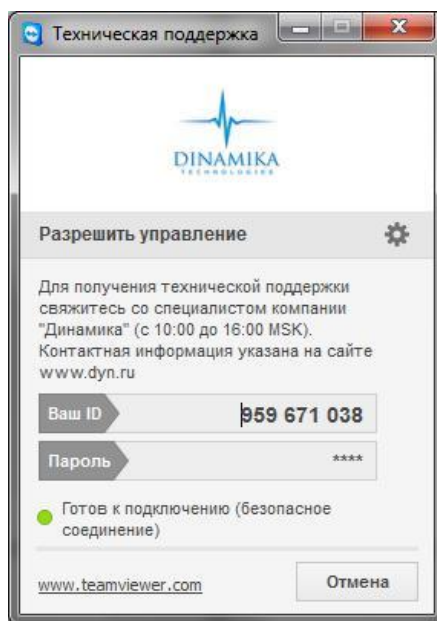 Техническая поддержка
DINAMIKA
TECHNOLOGIES
Разрешить управление
Для получения технической поддержки
свяжитесь со специалистом компании
"Динамика" (с 10:00 до 16:00 MSK).
Контактная информация указана на сайте
www.dyn.ru
Ваш ID 959 671 038
Пароль ****
Готов к подключению (безопасное
соединение)
www.teamviewer.com Отмена